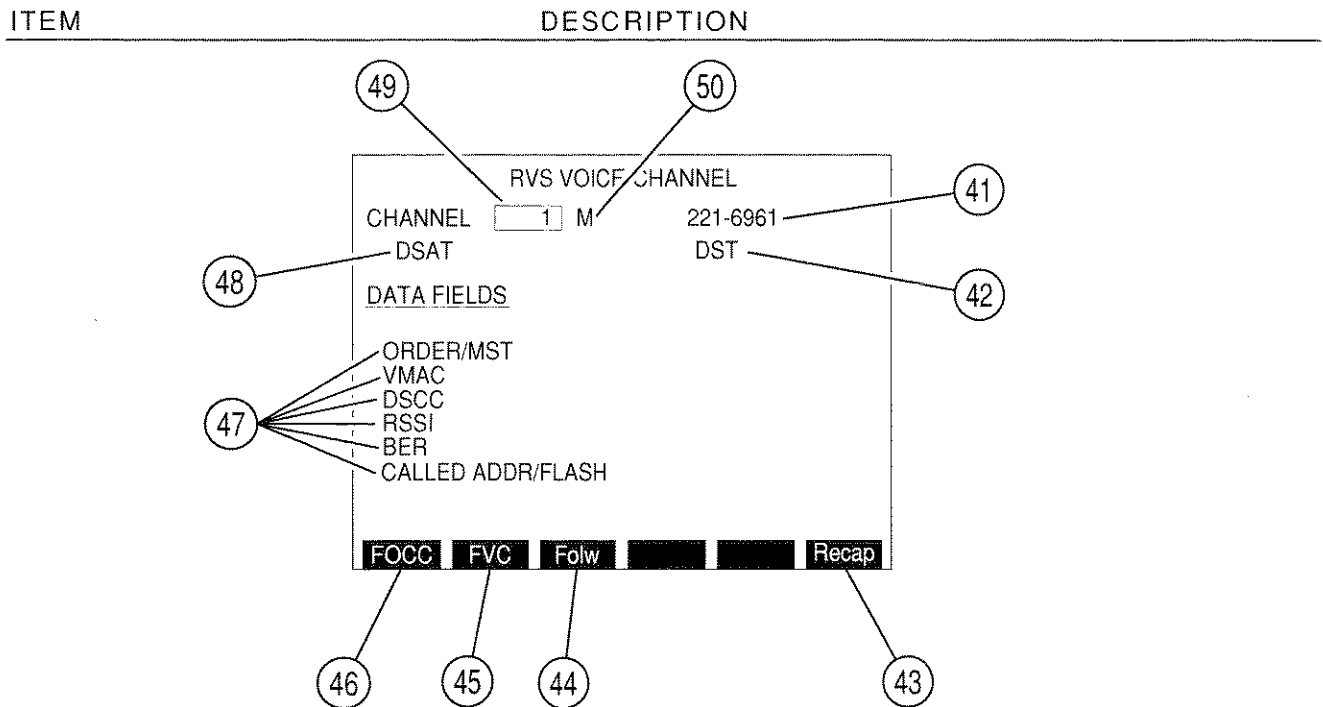 ITEM DESCRIPTION
49 50
RVS VOICE CHANNEL
41
CHANNEL 1 M 221-6961
DSAT DST
48 42
DATA FIELDS
ORDER/MST
VMAC
DSCC
47 RSSI
BER
CALLED ADDR/FLASH
FOCC FVC Folw Recap
46 45 44 43